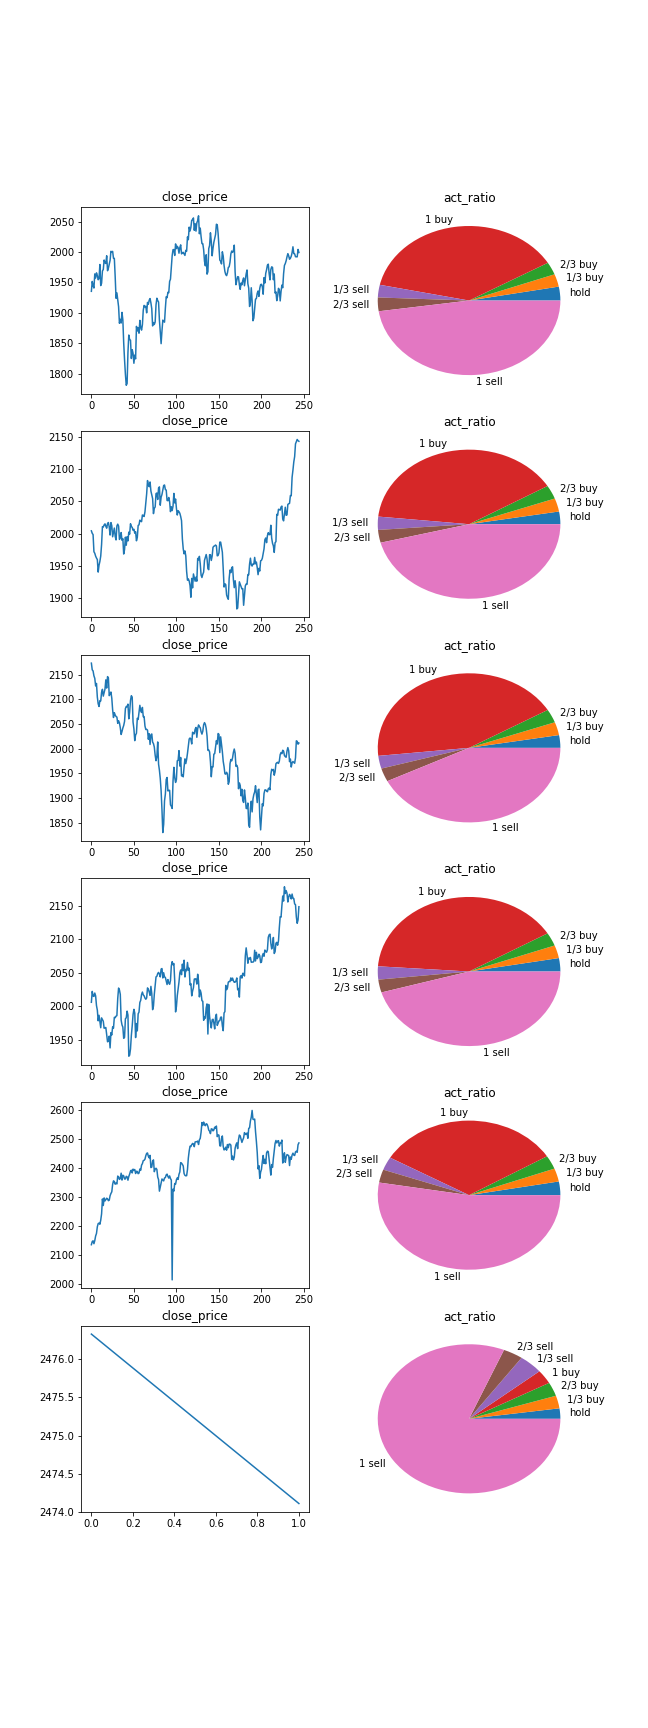 close_price
act_ratio
2050
2000
1950
1900
1850
1800
0 50 100 150 200 250
1 buy
2/3 buy
1/3 buy
hold
1/3 sell
2/3 sell
1 sell
close_price
act_ratio
2150
2100
2050
2000
1950
1900
0 50 100 150 200 250
1 buy
2/3 buy
1/3 buy
hold
1/3 sell
2/3 sell
1 sell
close_price
act_ratio
2150
2100
2050
2000
1950
1900
1850
0 50 100 150 200 250
1 buy
2/3 buy
1/3 buy
hold
1/3 sell
2/3 sell
1 sell
close_price
act_ratio
2150
2100
2050
2000
1950
0 50 100 150 200 250
1 buy
2/3 buy
1/3 buy
hold
1/3 sell
2/3 sell
1 sell
close_price
act_ratio
2600
2500
2400
2300
2200
2100
2000
0 50 100 150 200 250
1 buy
2/3 buy
1/3 buy
hold
1/3 sell
2/3 sell
1 sell
close_price
act_ratio
2476.0
2475.5
2475.0
2474.5
2474.0
0.0 0.2 0.4 0.6 0.8 1.0
2/3 sell
1/3 sell
1 buy
2/3 buy
1/3 buy
hold
1 sell